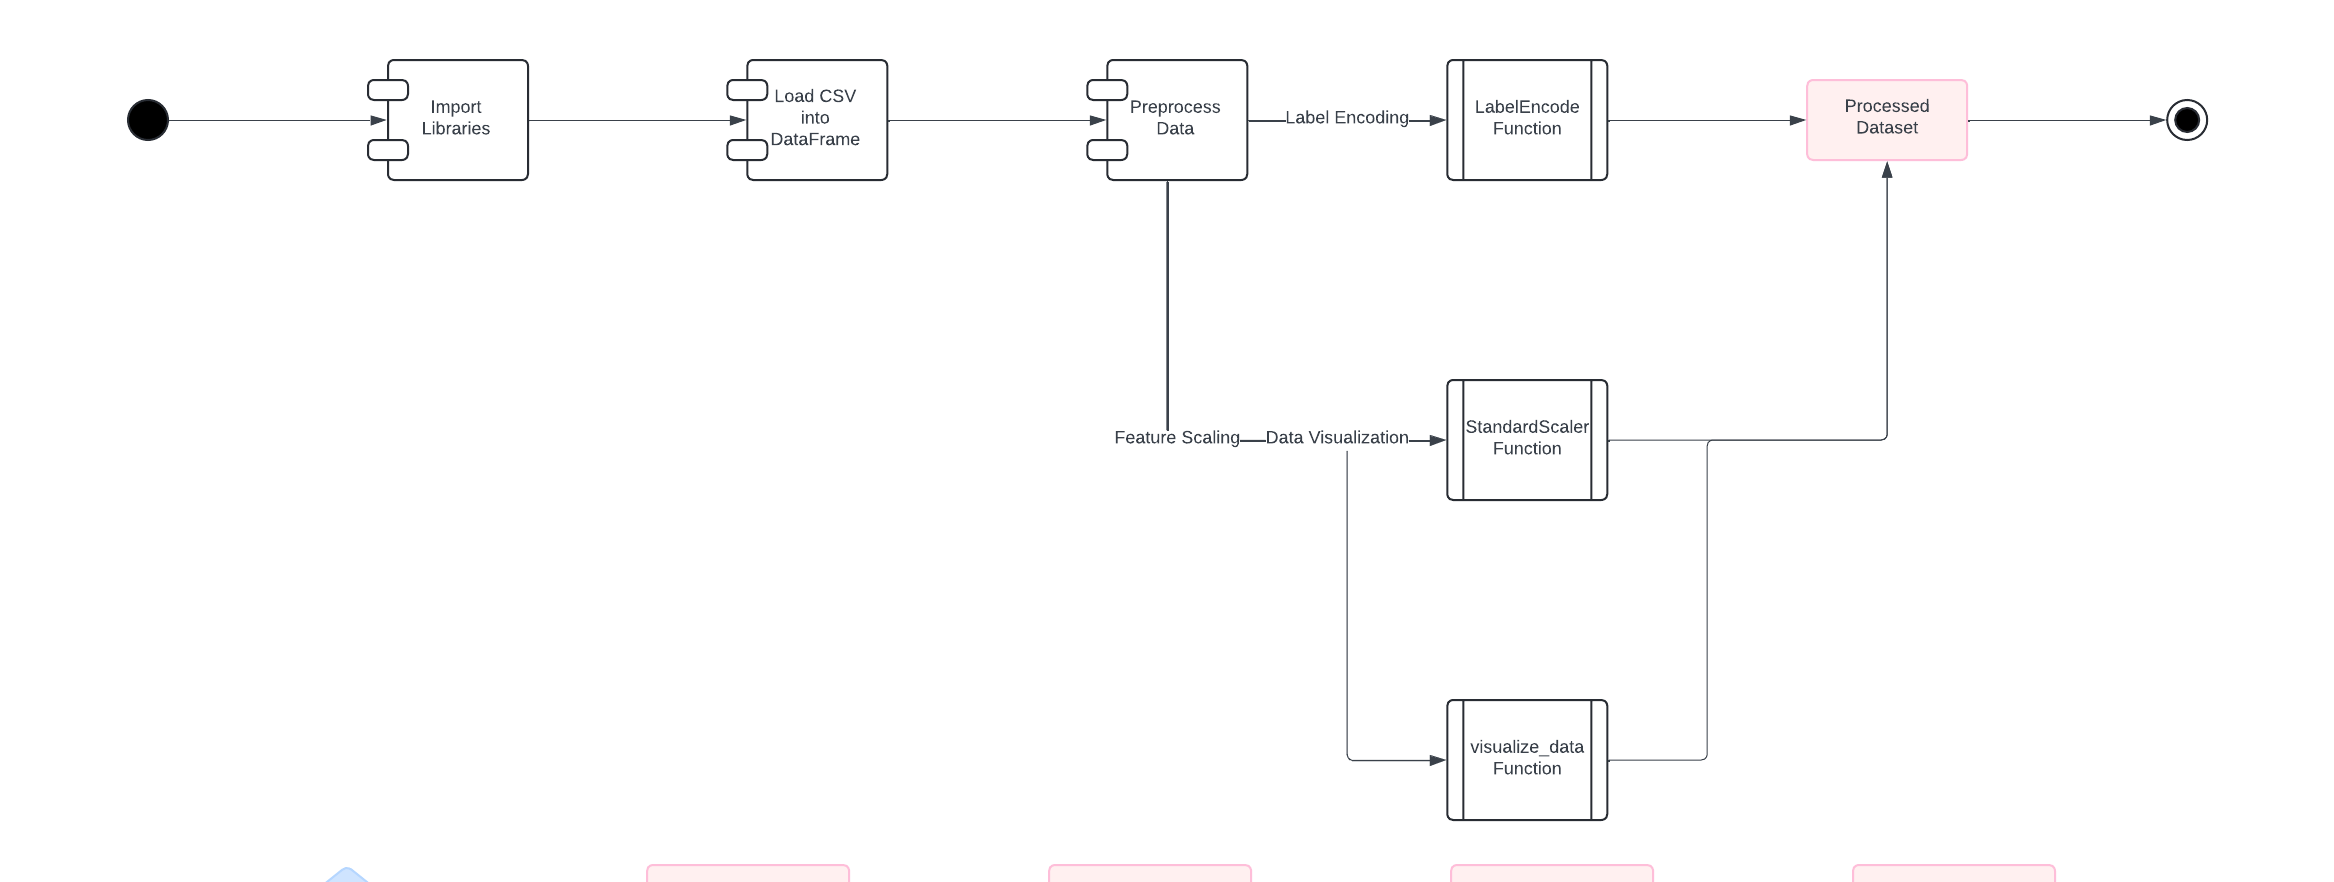 Import
Libraries
Load CSV
into
DataFrame
Preprocess
Data
Label Encoding
LabelEncode
Function
Processed
Dataset
Feature Scaling
Data Visualization
StandardScaler
Function
visualize_data
Function